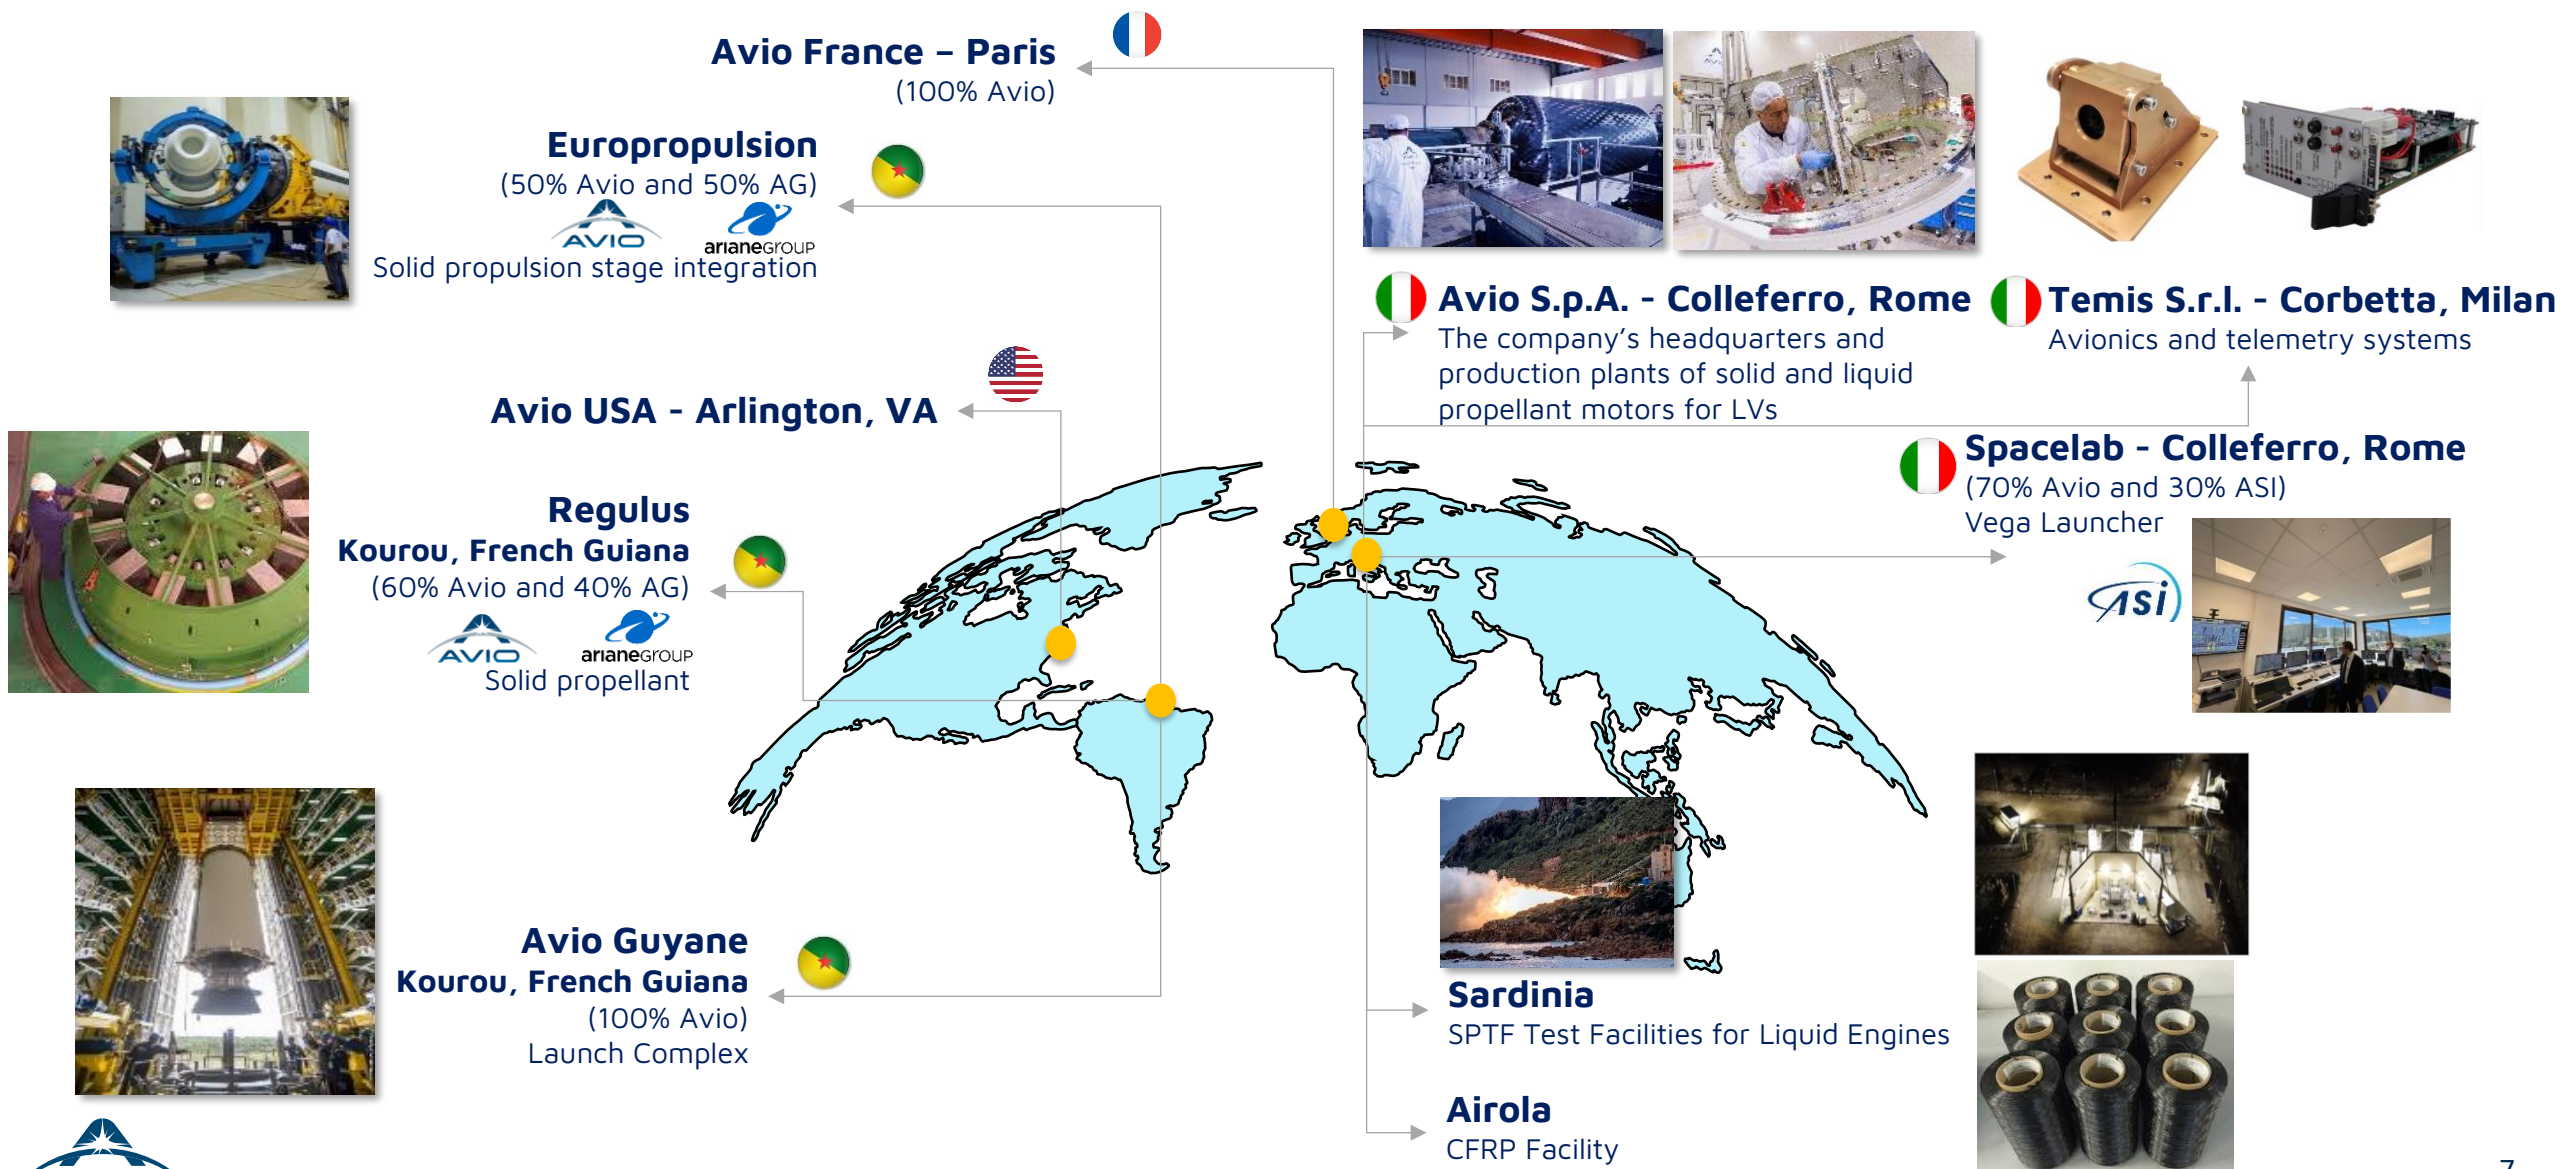 Avio France – Paris
(100% Avio)
Europropulsion
(50% Avio and 50% AG)
AVIO
arianeGROUP
Solid propulsion stage integration
Avio USA - Arlington, VA
Regulus
Kourou, French Guiana
(60% Avio and 40% AG)
AVIO
arianeGROUP
Solid propellant
Avio Guyane
Kourou, French Guiana
(100% Avio)
Launch Complex
Avio S.p.A. - Colleferro, Rome
The company’s headquarters and
production plants of solid and liquid
propellant motors for LVs
Temis S.r.l. - Corbetta, Milan
Avionics and telemetry systems
Spacelab - Colleferro, Rome
(70% Avio and 30% ASI)
Vega Launcher
ASi
Sardinia
SPTF Test Facilities for Liquid Engines
Airola
CFRP Facility
7